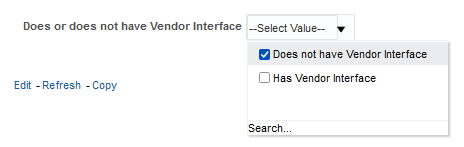 Does or does not have Vendor Interface --Select Value--
Does not have Vendor Interface
Has Vendor Interface
Edit - Refresh - Copy
Search...